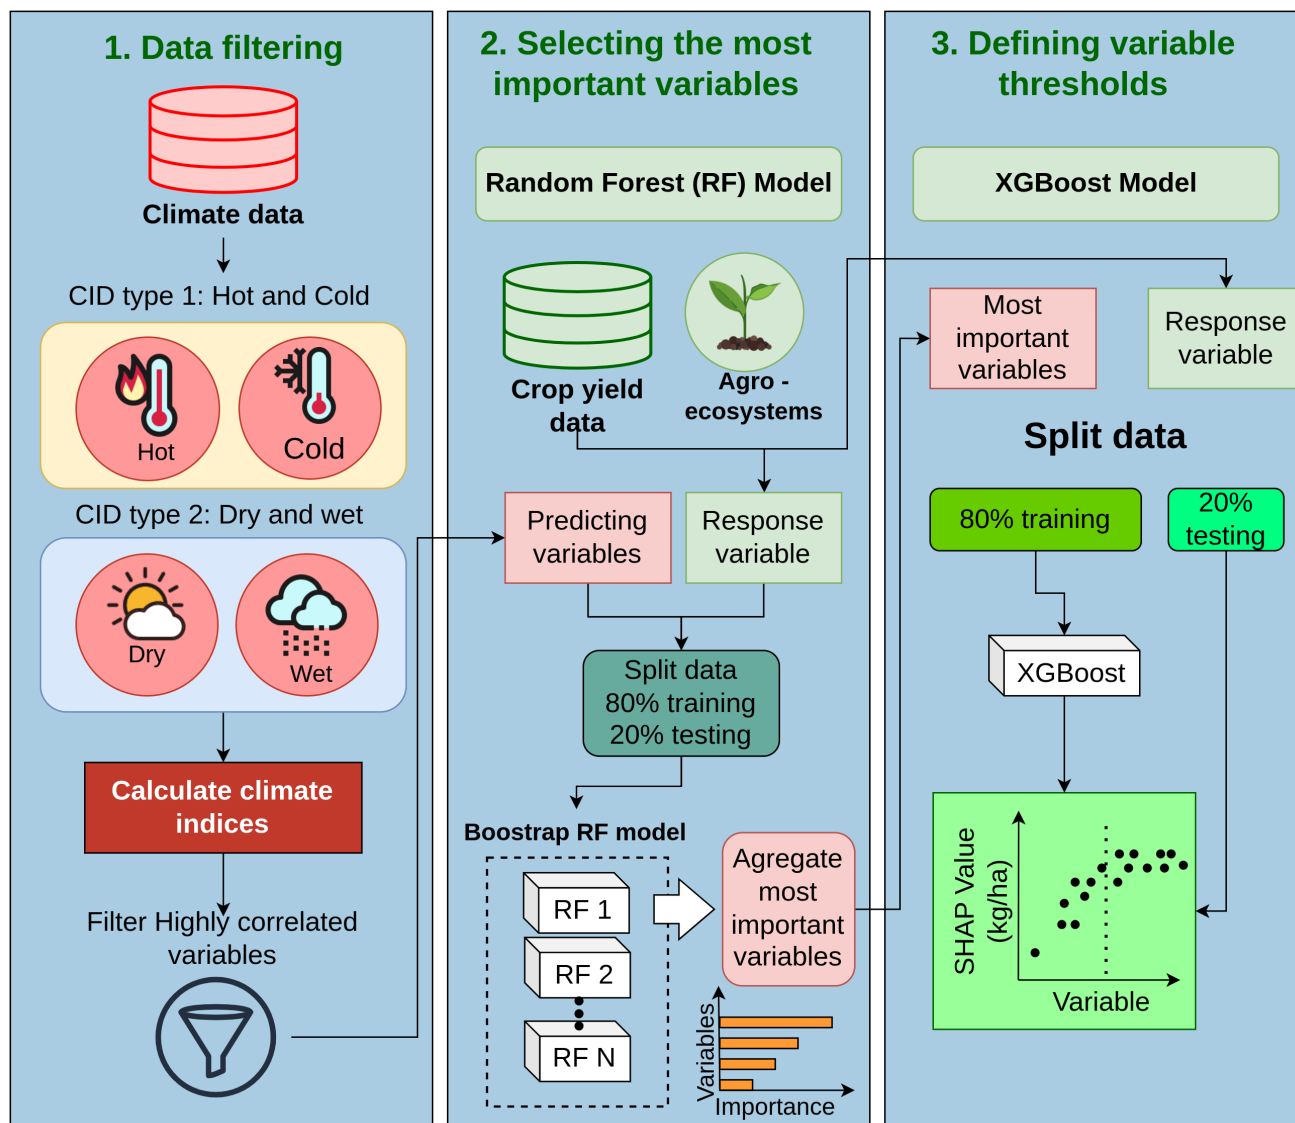 1. Data filtering
Climate data
CID type 1: Hot and Cold
Hot
Cold
CID type 2: Dry and wet
Dry
Wet
Calculate climate
indices
Filter Highly correlated
variables
2. Selecting the most
important variables
Random Forest (RF) Model
Crop yield
data
Agro -
ecosystems
Predicting
variables
Response
variable
Split data
80% training
20% testing
Boostrap RF model
RF 1
RF 2
RF N
Agregate
most
important
variables
Variables
Importance
3. Defining variable
thresholds
XGBoost Model
Most
important
variables
Response
variable
Split data
80% training
20%
testing
XGBoost
SHAP Value
(kg/ha)
Variable